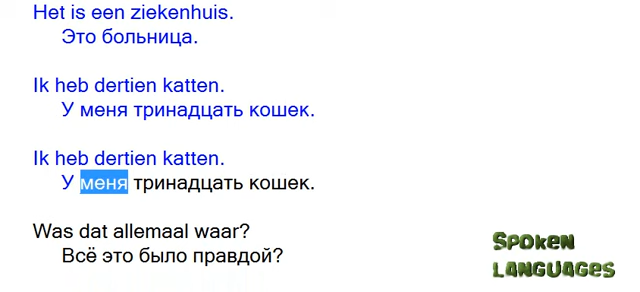 Het is een ziekenhuis.
Это больница.
Ik heb dertien katten.
У меня тринадцать кошек.
Ik heb dertien katten.
У меня тринадцать кошек.
Was dat allemaal waar?
Всё это было правдой?
SPOKEN
LANGUAGES